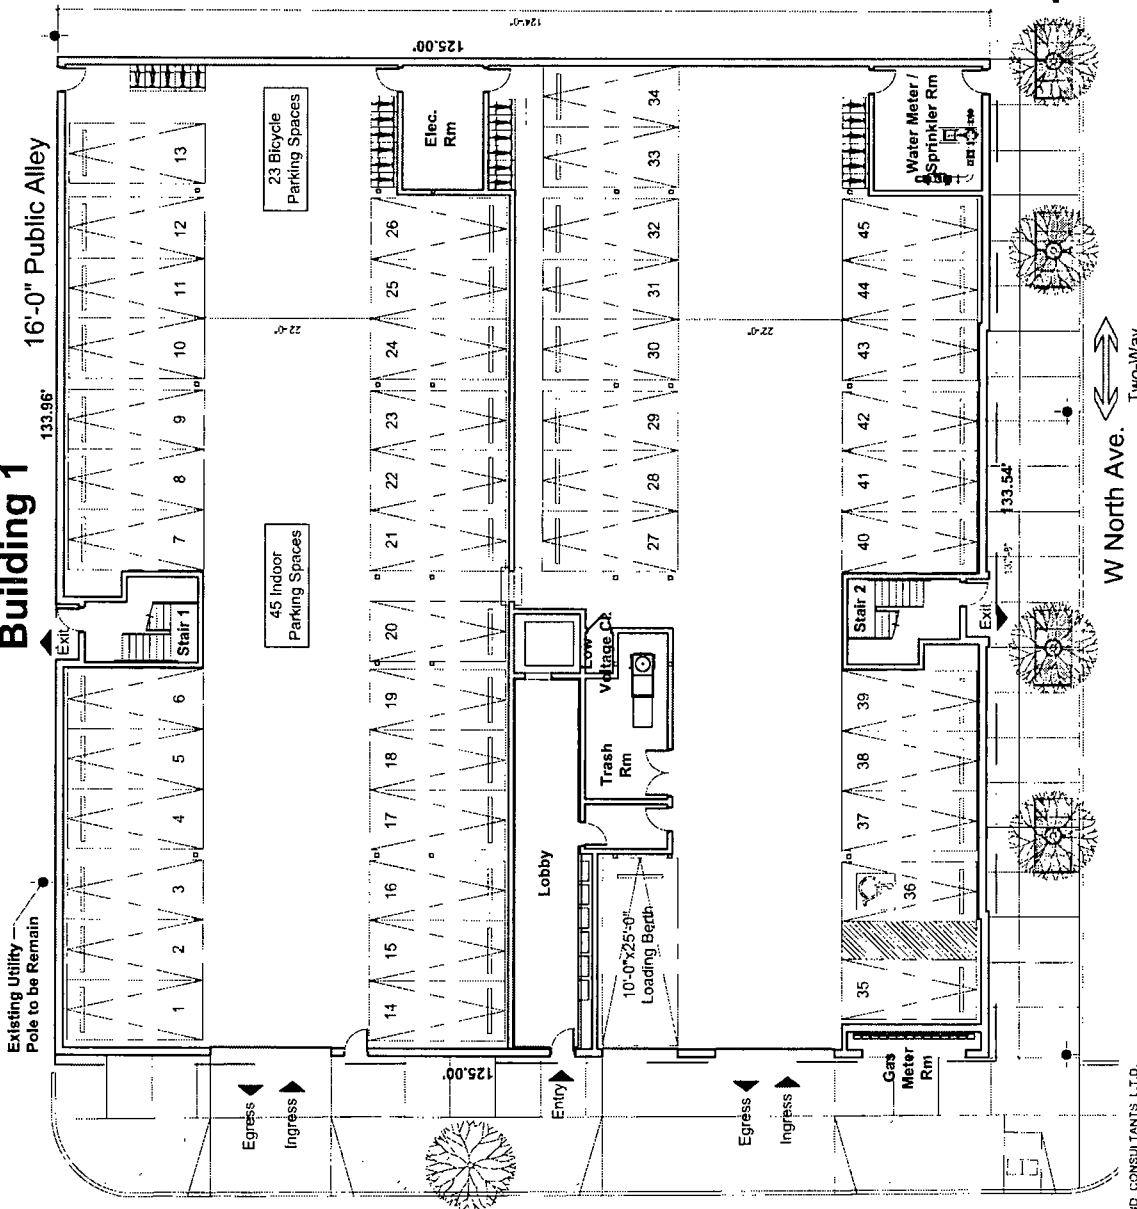 Building 1
16'-0" Public Alley
133.96'
Existing Utility
Pole to be Remain
124'-0"
125.00'
Exit
Stair 1
1
2
3
4
5
6
7
8
9
10
11
12
13
45 Indoor
Parking Spaces
23 Bicycle
Parking Spaces
22'-0"
14
15
16
17
18
19
20
21
22
23
24
25
26
Elec.
Rm
125.00'
Egress
Ingress
Entry
Lobby
Low
Voltage Cl.
Trash
Rm
10'-0"x25'-0"
Loading Berth
27
28
29
30
31
32
33
34
22'-0"
Water Meter /
Sprinkler Rm
Egress
Ingress
Gas
Meter
Rm
35
36
37
38
39
Stair 2
Exit
40
41
42
43
44
45
133.54'
W North Ave.
Two-Way
CONSULTANTS LTD.